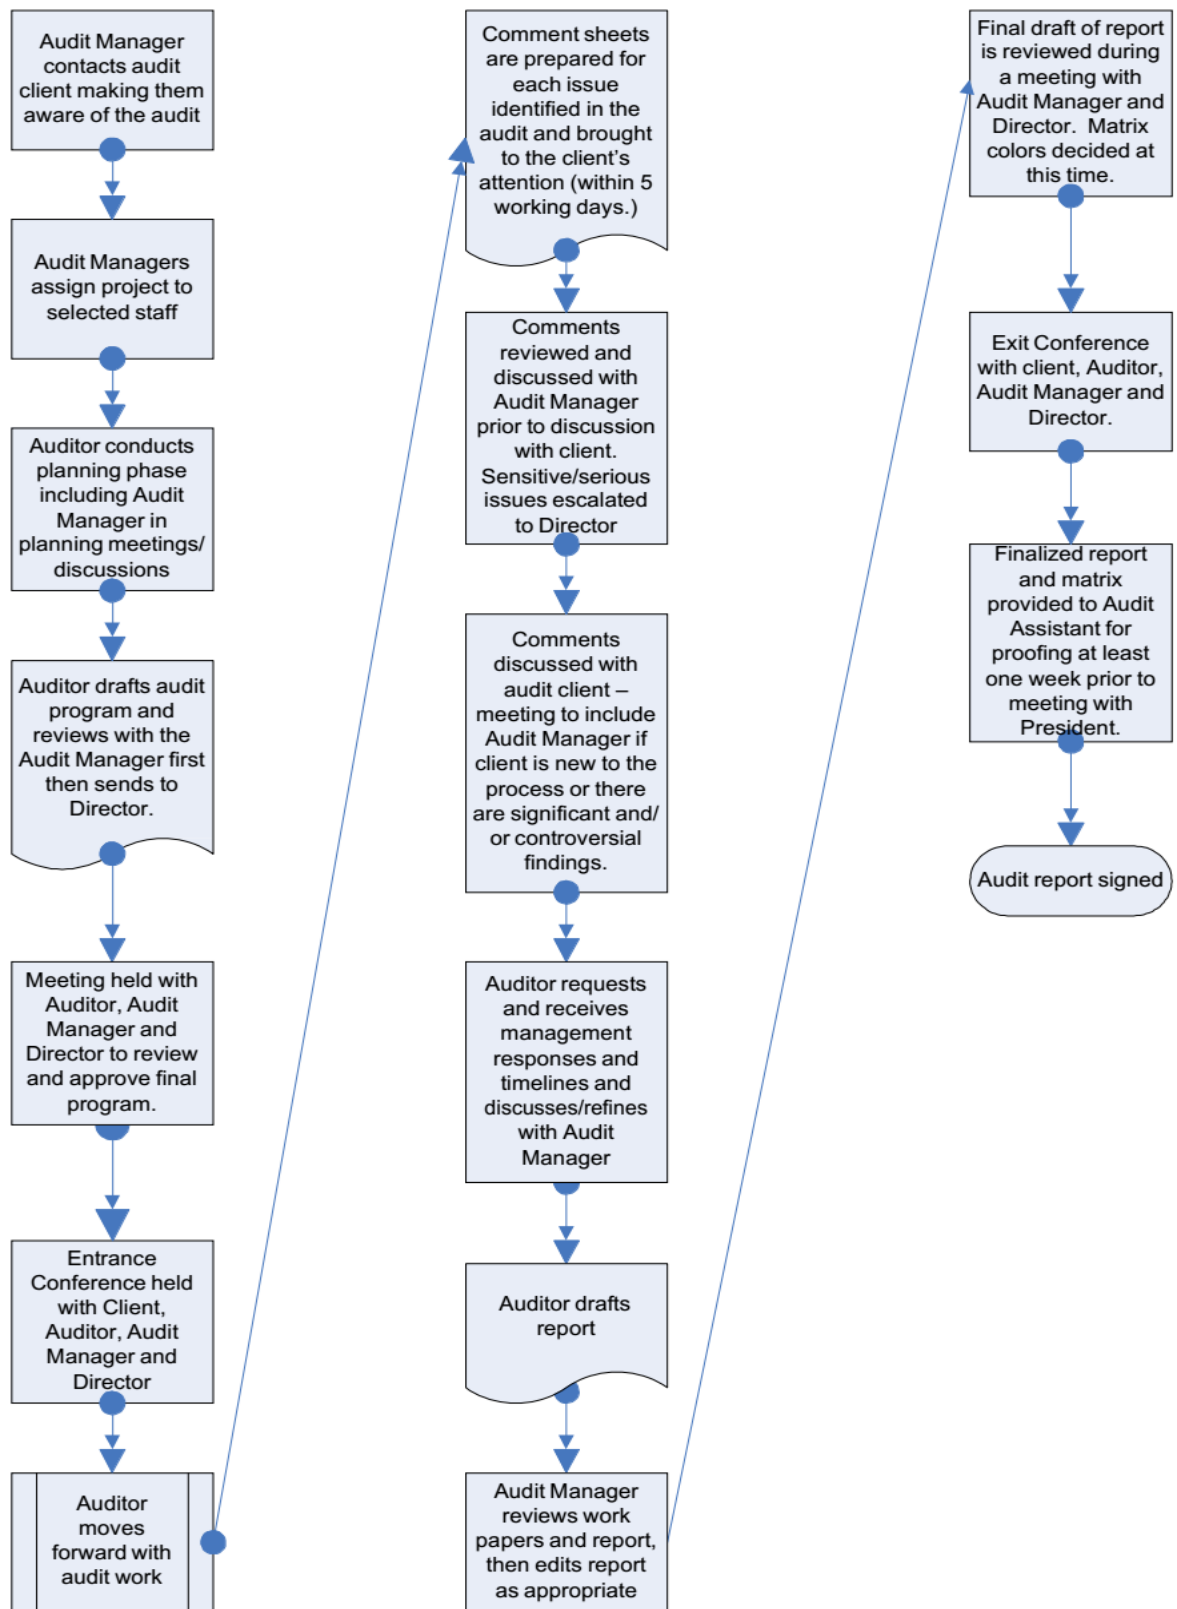 Audit Manager
contacts audit
client making them
aware of the audit
Audit Managers
assign project to
selected staff
Auditor conducts
planning phase
including Audit
Manager in
planning meetings/
discussions
Auditor drafts audit
program and
reviews with the
Audit Manager first
then sends to
Director.
Meeting held with
Auditor, Audit
Manager and
Director to review
and approve final
program.
Entrance
Conference held
with Client,
Auditor, Audit
Manager and
Director
Auditor
moves
forward with
audit work
Comment sheets
are prepared for
each issue
identified in the
audit and brought
to the client’s
attention (within 5
working days.)
Comments
reviewed and
discussed with
Audit Manager
prior to discussion
with client.
Sensitive/serious
issues escalated
to Director
Comments
discussed with
audit client –
meeting to include
Audit Manager if
client is new to the
process or there
are significant and/
or controversial
findings.
Auditor requests
and receives
management
responses and
timelines and
discusses/refines
with Audit
Manager
Auditor drafts
report
Audit Manager
reviews work
papers and report,
then edits report
as appropriate
Final draft of report
is reviewed during
a meeting with
Audit Manager and
Director.  Matrix
colors decided at
this time.
Exit Conference
with client, Auditor,
Audit Manager and
Director.
Finalized report
and matrix
provided to Audit
Assistant for
proofing at least
one week prior to
meeting with
President.
Audit report signed